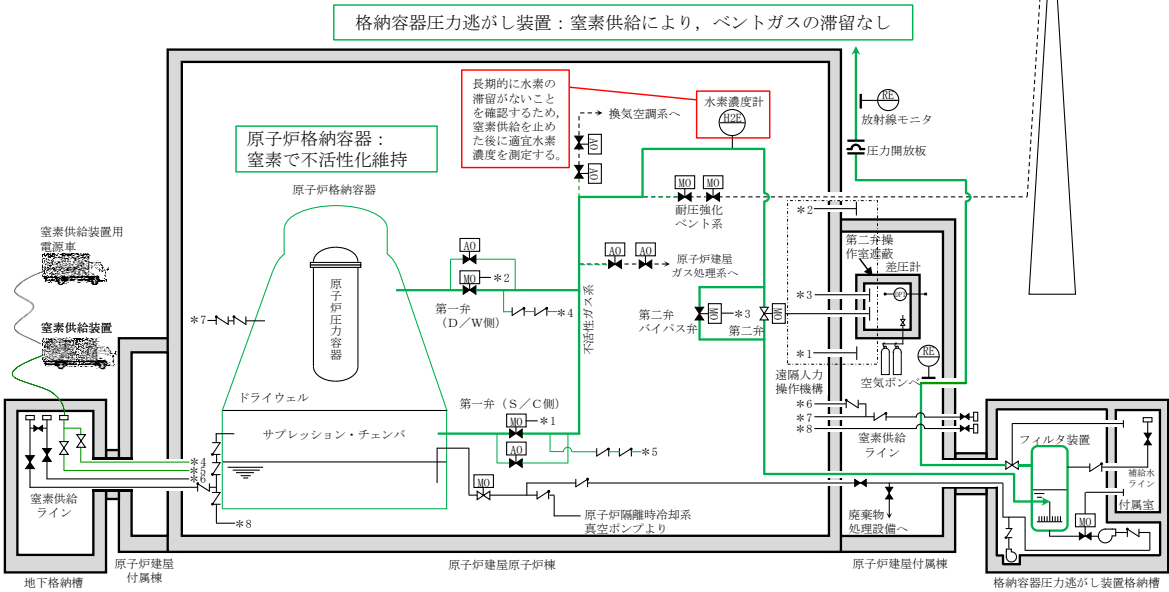 格納容器圧力逃がし装置：窒素供給により，ベントガスの滞留なし
長期的に水素の
滞留がないこと
を確認するため，
窒素供給を止め
た後に適宜水素
濃度を測定する。
水素濃度計
H2E
換気空調系へ
OV
OV
RE
放射線モニタ
圧力開放板
原子炉格納容器：
窒素で不活性化維持
原子炉格納容器
MO
MO
耐圧強化
ベント系
＊2
窒素供給装置用
電源車
AO
MO
＊2
AO
AO
原子炉建屋
ガス処理系へ
第二弁操
作室遮蔽
差圧計
DPI
原子炉圧力容器
第一弁
（D／W側）
＊4
不活性ガス系
第二弁
バイパス弁
MO
＊3
第二弁
MO
＊3
窒素供給装置
＊7
＊1
RE
遠隔人力
操作機構
空気ボンベ
ドライウェル
第一弁（S／C側）
MO
＊1
AO
＊5
サプレッション・チェンバ
＊6
＊7
＊8
窒素供給
ライン
フィルタ装置
＊4
＊5
＊6
窒素供給
ライン
＊8
MO
原子炉隔離時冷却系
真空ポンプより
廃棄物
処理設備へ
補給水
ライン
付属室
MO
地下格納槽
原子炉建屋
付属棟
原子炉建屋原子炉棟
原子炉建屋付属棟
格納容器圧力逃がし装置格納槽